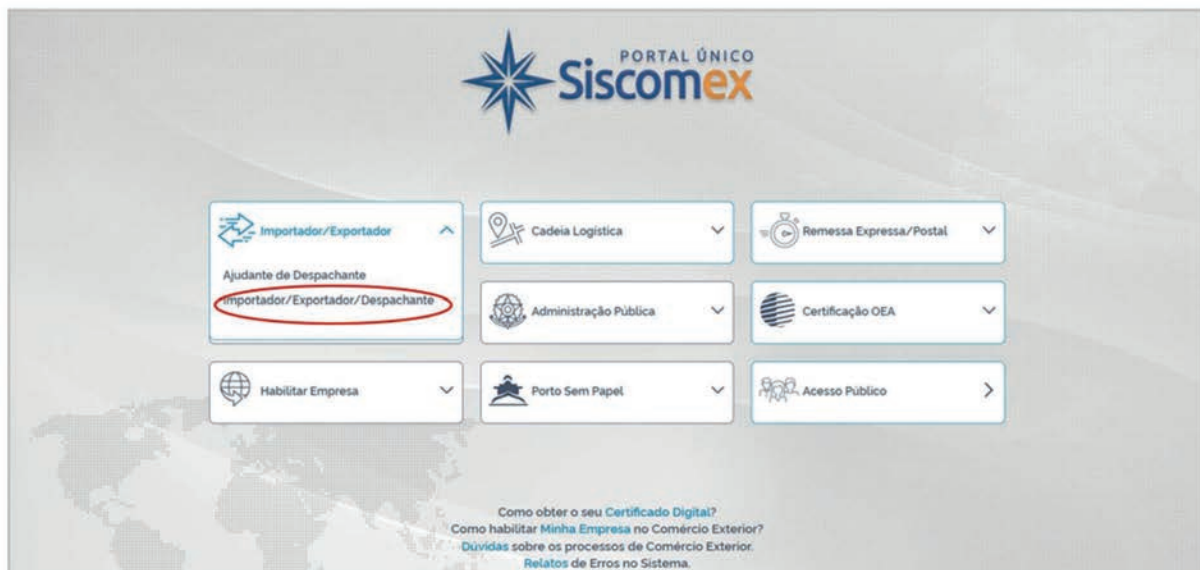 PORTAL ÚNICO
Siscomex
Importador/Exportador
Cadeia Logística
Remessa Expressa/Postal
Ajudante de Despachante
Importador/Exportador/Despachante
Administração Pública
Certificação OEA
Habilitar Empresa
Porto Sem Papel
Acesso Público
Como obter o seu Certificado Digital?
Como habilitar Minha Empresa no Comércio Exterior?
Dúvidas sobre os processos de Comércio Exterior.
Relatos de Erros no Sistema.